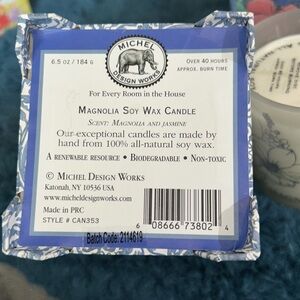 MICHEL
DESIGN WORKS
6.5 oz / 184 g
OVER 40 HOURS
APPROX. BURN TIME
For Every Room in the House
MAGNOLIA SOY WAX CANDLE
SCENT: MAGNOLIA AND JASMINE
Our exceptional candles are made by
hand from 100% all-natural soy wax.
A RENEWABLE RESOURCE • BIODEGRADABLE • NON-TOXIC
© MICHEL DESIGN WORKS
Katonah, NY 10536 USA
www.micheldesignworks.com
Made in PRC
STYLE # CAN353
Batch Code: 2114619
6 08666 73802 4